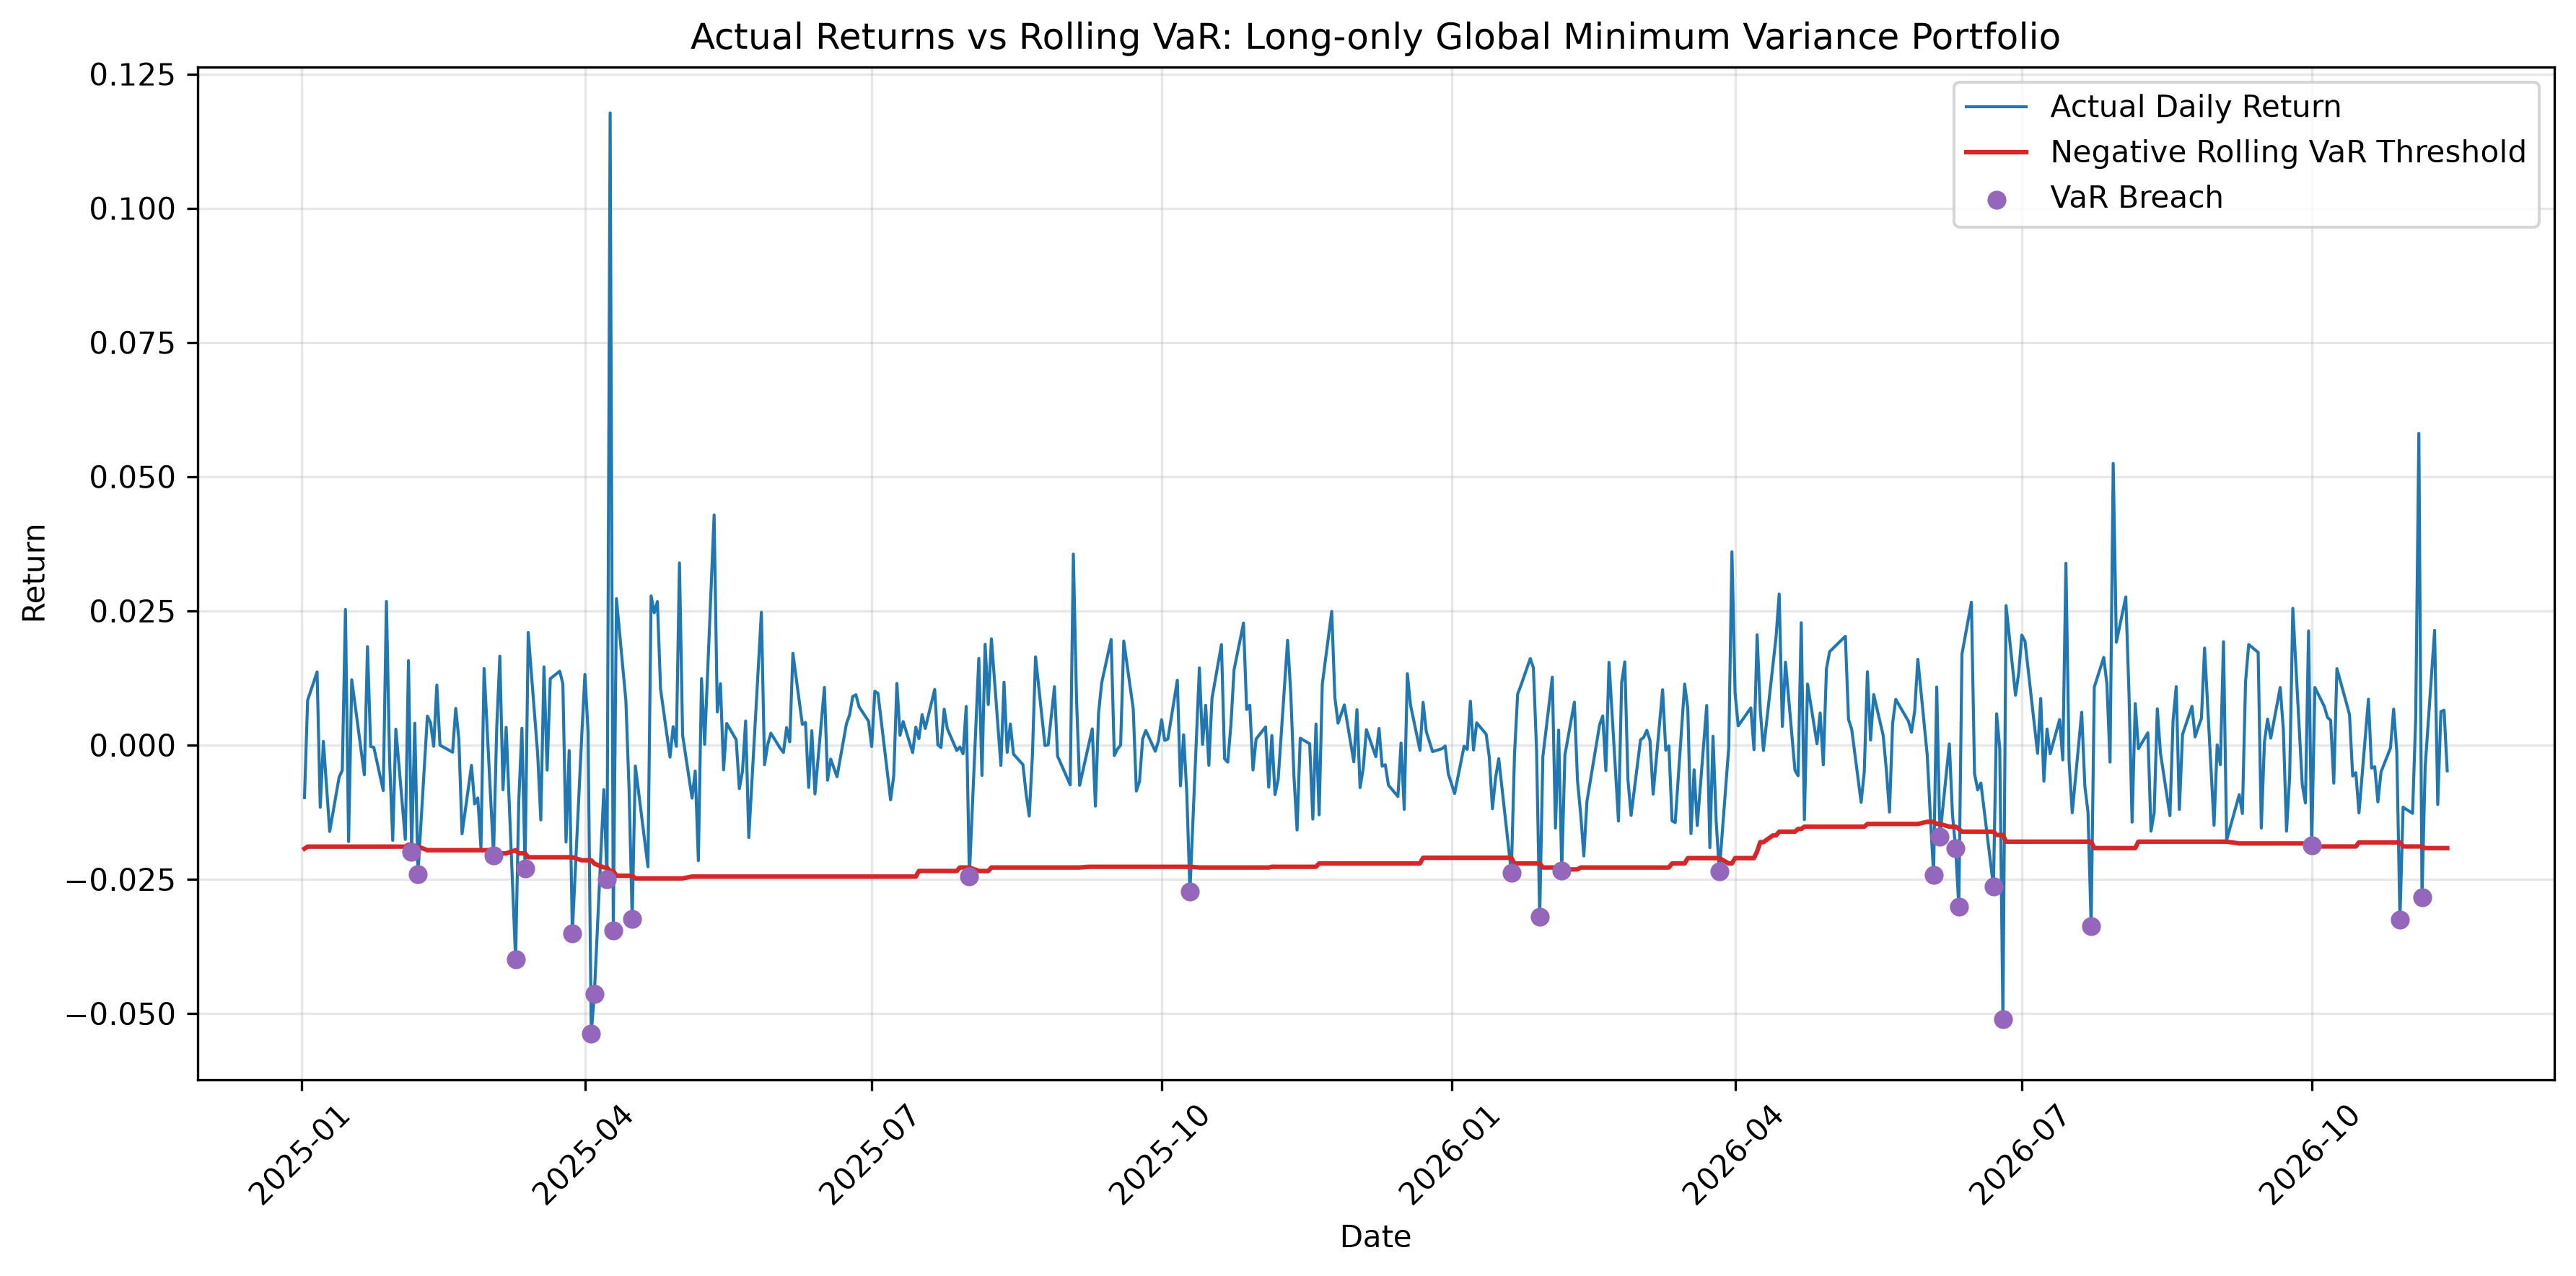 Actual Returns vs Rolling VaR: Long-only Global Minimum Variance Portfolio
Actual Daily Return
Negative Rolling VaR Threshold
VaR Breach
Return
0.125
0.100
0.075
0.050
0.025
0.000
−0.025
−0.050
2025-01
2025-04
2025-07
2025-10
2026-01
2026-04
2026-07
2026-10
Date